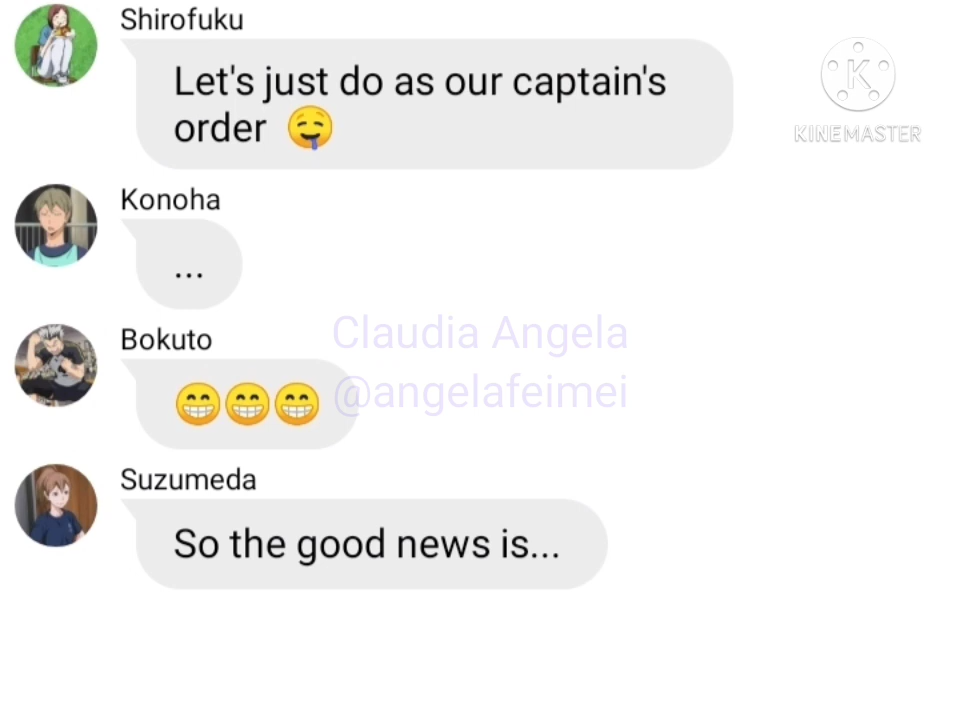 Shirofuku
Let's just do as our captain's
order 🤤
KINEMASTER
Konoha
...
Bokuto
😁😁😁
Claudia Angela
@angelafeimei
Suzumeda
So the good news is...